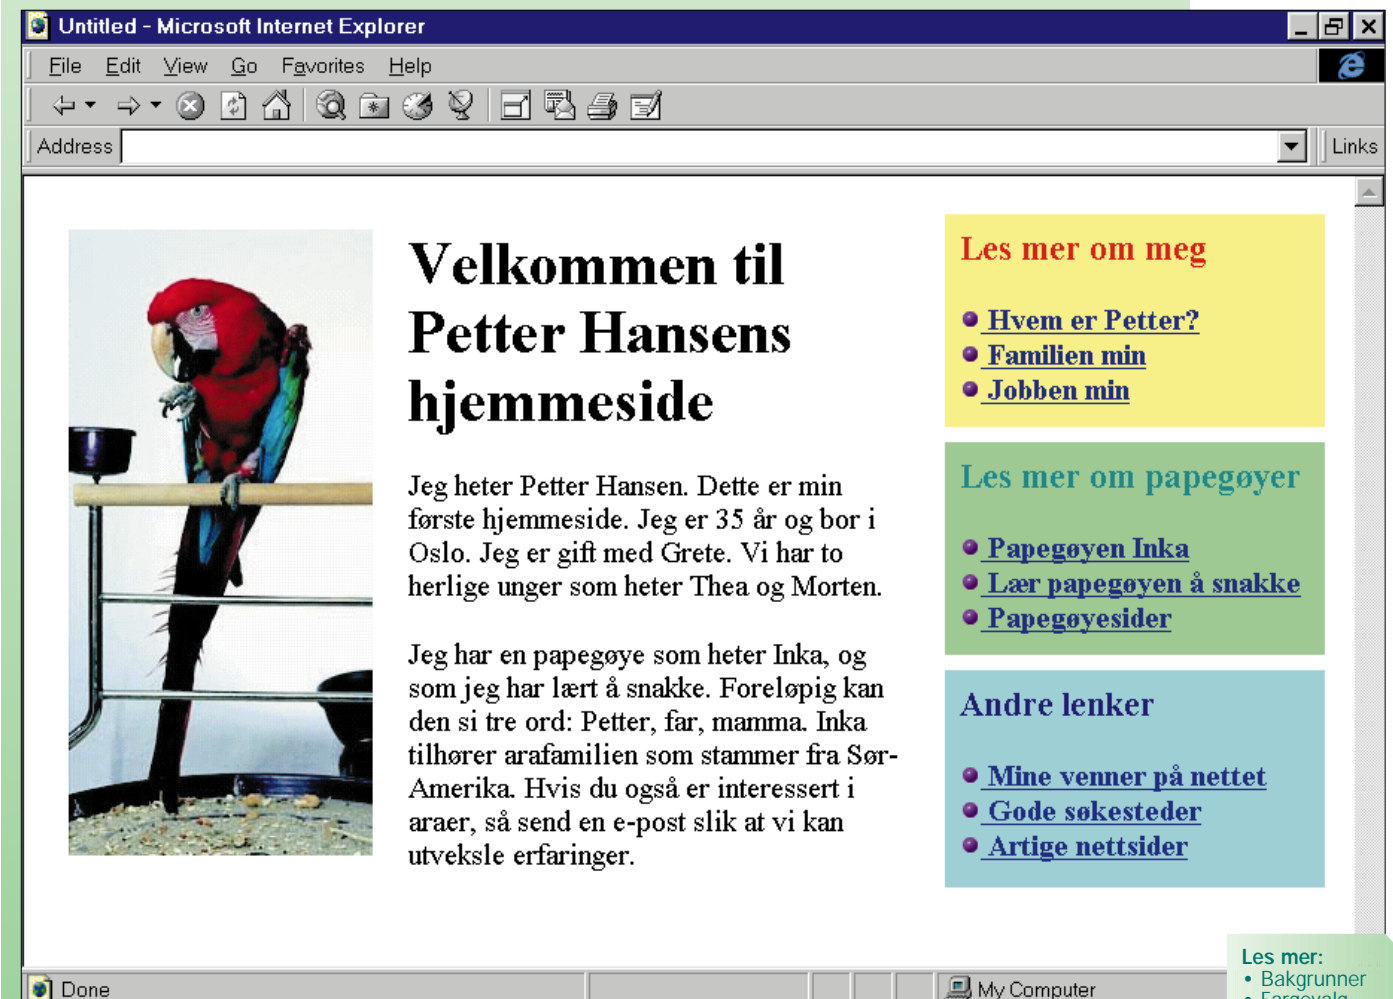 Untitled - Microsoft Internet Explorer
File Edit View Go Favorites Help
Address
Links
Velkommen til
Petter Hansens
hjemmeside
Jeg heter Petter Hansen. Dette er min
første hjemmeside. Jeg er 35 år og bor i
Oslo. Jeg er gift med Grete. Vi har to
herlige unger som heter Thea og Morten.
Jeg har en papegøye som heter Inka, og
som jeg har lært å snakke. Foreløpig kan
den si tre ord: Petter, far, mamma. Inka
tilhører arafamilien som stammer fra Sør-
Amerika. Hvis du også er interessert i
araer, så send en e-post slik at vi kan
utveksle erfaringer.
Les mer om meg
Hvem er Petter?
Familien min
Jobben min
Les mer om papegøyer
Papegøyen Inka
Lær papegøyen å snakke
Papegøyesider
Andre lenker
Mine venner på nettet
Gode søkesteder
Artige nettsider
Les mer:
• Bakgrunner
• Fargevalg
Done
My Computer